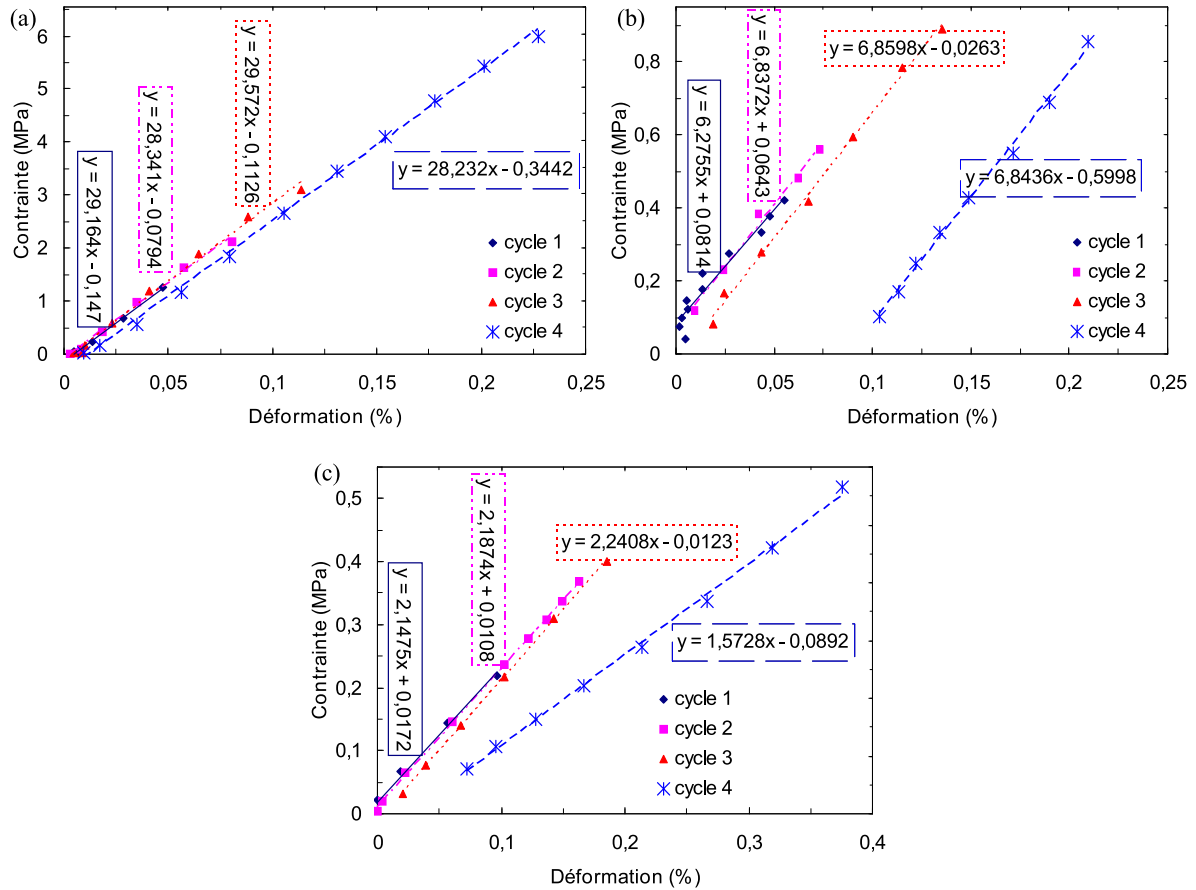 (a)
Contrainte (MPa)
6
5
4
3
2
1
0
y = 29,164x - 0,147
y = 28,341x - 0,0794
y = 29,572x - 0,1126
y = 28,232x - 0,3442
cycle 1
cycle 2
cycle 3
cycle 4
0 0,05 0,1 0,15 0,2 0,25
Déformation (%)
(b)
Contrainte (MPa)
0,8
0,6
0,4
0,2
0
y = 6,2755x + 0,0814
y = 6,8372x + 0,0643
y = 6,8598x - 0,0263
y = 6,8436x - 0,5998
cycle 1
cycle 2
cycle 3
cycle 4
0 0,05 0,1 0,15 0,2 0,25
Déformation (%)
(c)
Contrainte (MPa)
0,5
0,4
0,3
0,2
0,1
0
y = 2,1475x + 0,0172
y = 2,1874x + 0,0108
y = 2,2408x - 0,0123
y = 1,5728x - 0,0892
cycle 1
cycle 2
cycle 3
cycle 4
0 0,1 0,2 0,3 0,4
Déformation (%)